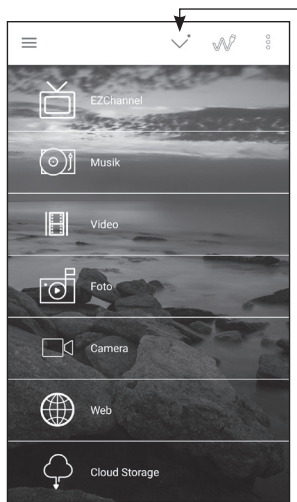 EZChannel
Musik
Video
Foto
Camera
Web
Cloud Storage